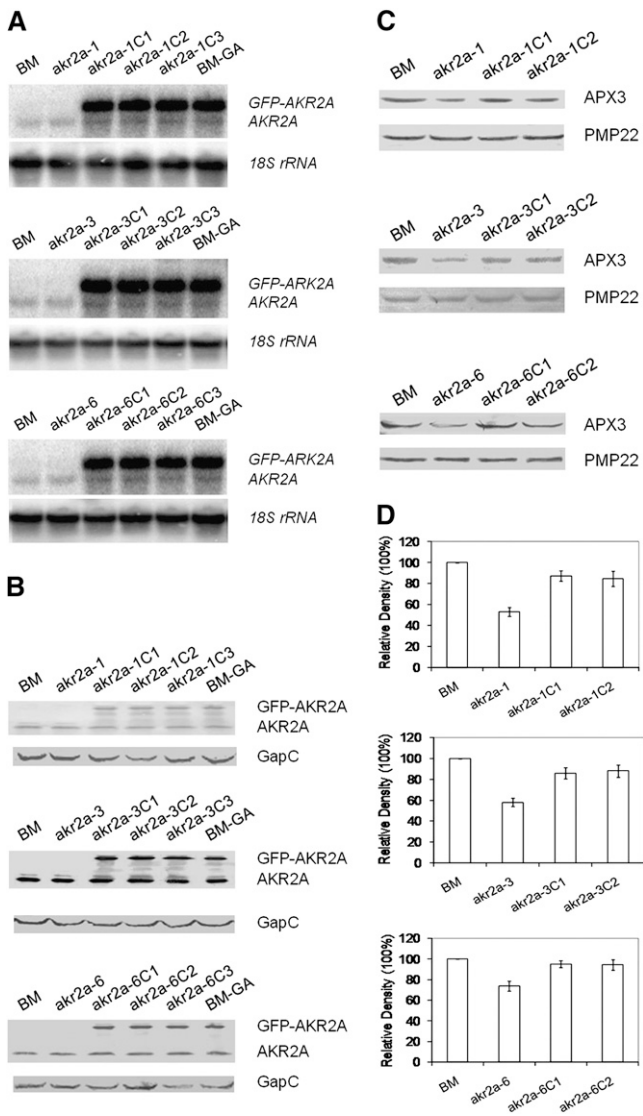 A
BM akr2a-1 akr2a-1C1 akr2a-1C2 akr2a-1C3 BM-GA
GFP-AKR2A
AKR2A
18S rRNA
BM akr2a-3 akr2a-3C1 akr2a-3C2 akr2a-3C3 BM-GA
GFP-ARK2A
AKR2A
18S rRNA
BM akr2a-6 akr2a-6C1 akr2a-6C2 akr2a-6C3 BM-GA
GFP-ARK2A
AKR2A
18S rRNA
B
BM akr2a-1 akr2a-1C1 akr2a-1C2 akr2a-1C3 BM-GA
GFP-AKR2A
AKR2A
GapC
BM akr2a-3 akr2a-3C1 akr2a-3C2 akr2a-3C3 BM-GA
GFP-AKR2A
AKR2A
GapC
BM akr2a-6 akr2a-6C1 akr2a-6C2 akr2a-6C3 BM-GA
GFP-AKR2A
AKR2A
GapC
C
BM akr2a-1 akr2a-1C1 akr2a-1C2
APX3
PMP22
BM akr2a-3 akr2a-3C1 akr2a-3C2
APX3
PMP22
BM akr2a-6 akr2a-6C1 akr2a-6C2
APX3
PMP22
D
Relative Density (100%)
120
100
80
60
40
20
0
BM akr2a-1 akr2a-1C1 akr2a-1C2
Relative Density (100%)
120
100
80
60
40
20
0
BM akr2a-3 akr2a-3C1 akr2a-3C2
Relative Density (100%)
120
100
80
60
40
20
0
BM akr2a-6 akr2a-6C1 akr2a-6C2